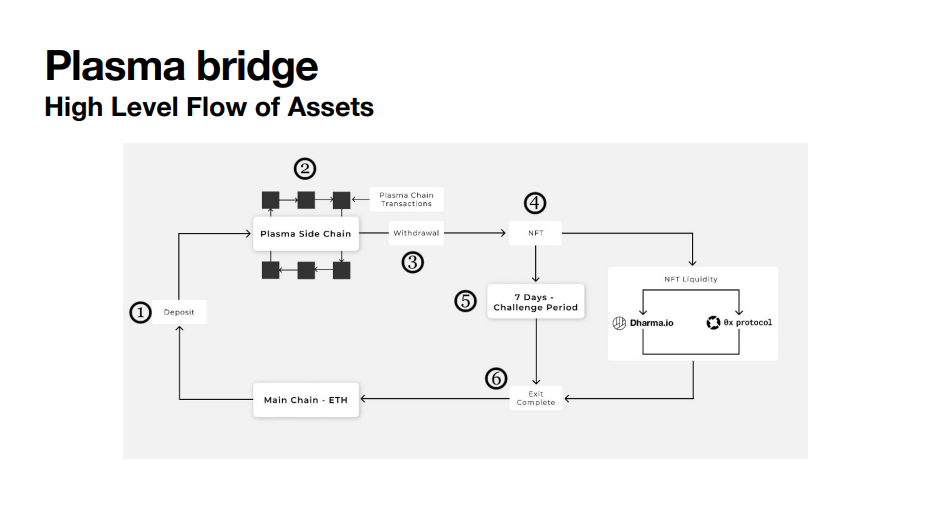 Plasma bridge
High Level Flow of Assets
2
Plasma Chain
Transactions
4
Plasma Side Chain
Withdrawal
NFT
3
NFT Liquidity
5
7 Days -
Challenge Period
1
Deposit
Dharma.io
0x protocol
6
Main Chain - ETH
Exit
Complete